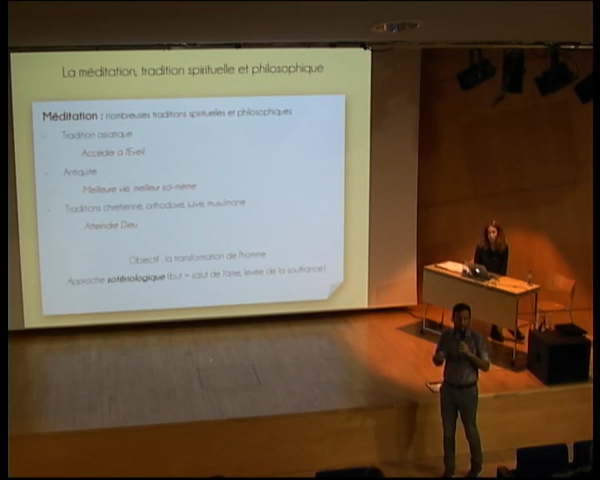 La méditation, tradition spirituelle et philosophique
Méditation : nombreuses traditions spirituelles et philosophiques
- Tradition asiatique
Accéder à l'Eveil
- Antiquité
Meilleure vie, meilleur soi-même
- Traditions chrétienne, orthodoxe, juive, musulmane
Atteindre Dieu
Objectif : la transformation de l'homme
Approche sotériologique (but = salut de l'âme, levée de la souffrance)